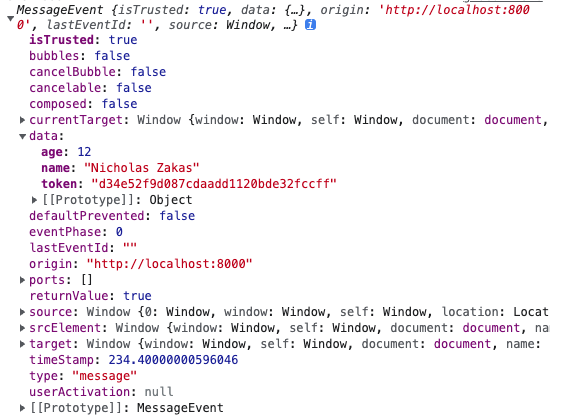 MessageEvent {isTrusted: true, data: {…}, origin: 'http://localhost:800
0', lastEventId: '', source: Window, …} i
isTrusted: true
bubbles: false
cancelBubble: false
cancelable: false
composed: false
currentTarget: Window {window: Window, self: Window, document: document,
data:
age: 12
name: "Nicholas Zakas"
token: "d34e52f9d087cdaadd1120bde32fccff"
[[Prototype]]: Object
defaultPrevented: false
eventPhase: 0
lastEventId: ""
origin: "http://localhost:8000"
ports: []
returnValue: true
source: Window {0: Window, window: Window, self: Window, location: Locat
srcElement: Window {window: Window, self: Window, document: document, na
target: Window {window: Window, self: Window, document: document, name:
timeStamp: 234.40000000596046
type: "message"
userActivation: null
[[Prototype]]: MessageEvent